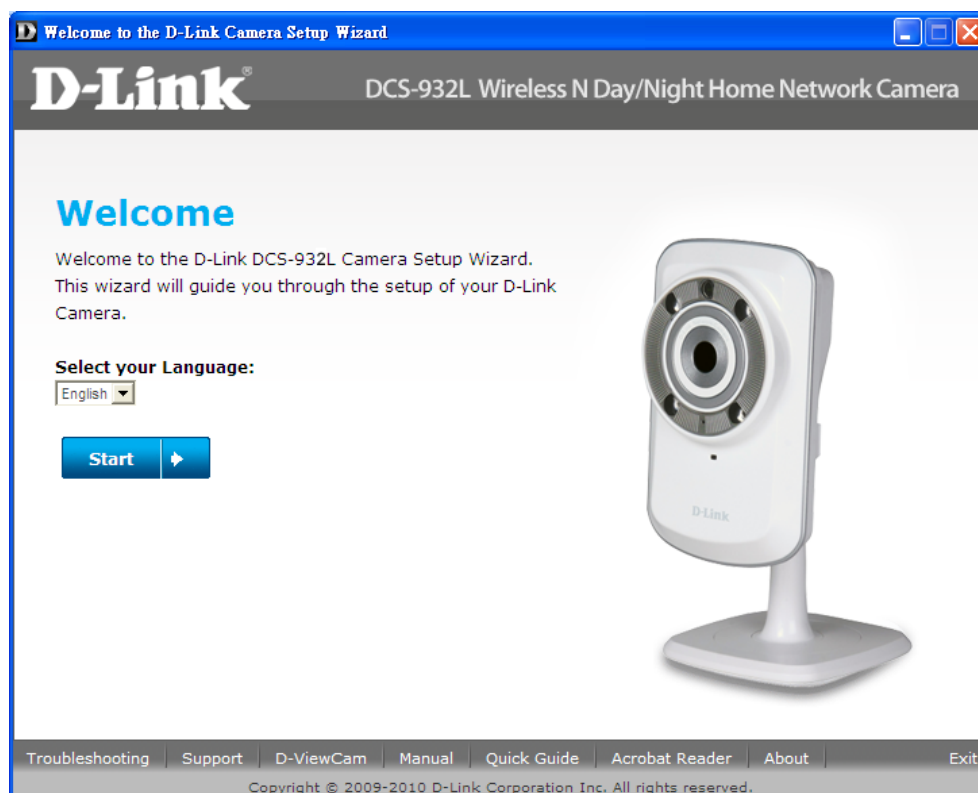 Welcome to the D-Link Camera Setup Wizard
D-Link®
DCS-932L Wireless N Day/Night Home Network Camera
Welcome
Welcome to the D-Link DCS-932L Camera Setup Wizard.
This wizard will guide you through the setup of your D-Link
Camera.
Select your Language:
English
Start
D-Link
Troubleshooting Support D-ViewCam Manual Quick Guide Acrobat Reader About Exit
Copyright © 2009-2010 D-Link Corporation Inc. All rights reserved.